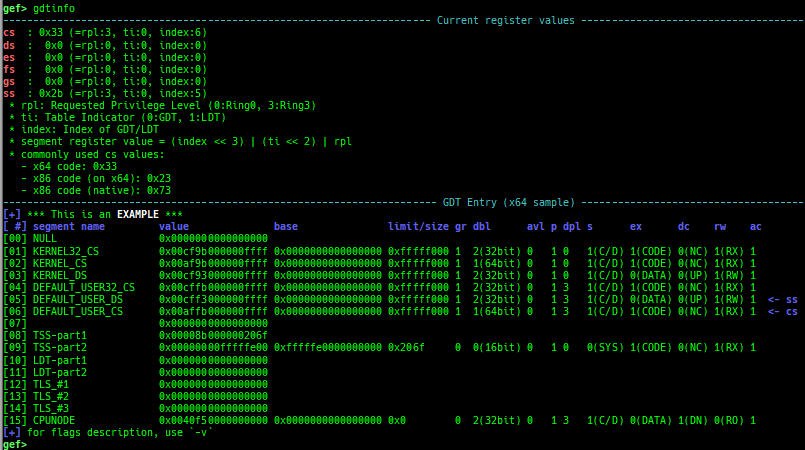 gef> gdtinfo
---------------------------------------------------------------------- Current register values ----------------------------------------------------------------------
cs  : 0x33 (=rpl:3, ti:0, index:6)
ds  :  0x0 (=rpl:0, ti:0, index:0)
es  :  0x0 (=rpl:0, ti:0, index:0)
fs  :  0x0 (=rpl:0, ti:0, index:0)
gs  :  0x0 (=rpl:0, ti:0, index:0)
ss  : 0x2b (=rpl:3, ti:0, index:5)
 * rpl: Requested Privilege Level (0:Ring0, 3:Ring3)
 * ti: Table Indicator (0:GDT, 1:LDT)
 * index: Index of GDT/LDT
 * segment register value = (index << 3) | (ti << 2) | rpl
 * commonly used cs values:
   - x64 code: 0x33
   - x86 code (on x64): 0x23
   - x86 code (native): 0x73
---------------------------------------------------------------------- GDT Entry (x64 sample) ----------------------------------------------------------------------
[+] *** This is an EXAMPLE ***
[ #] segment name         value              base               limit/size gr dbl      avl p dpl s      ex      dc    rw    ac
[00] NULL                 0x0000000000000000
[01] KERNEL32_CS          0x00cf9b000000ffff 0x0000000000000000 0xfffff000 1  2(32bit) 0   1 0   1(C/D) 1(CODE) 0(NC) 1(RX) 1
[02] KERNEL_CS            0x00af9b000000ffff 0x0000000000000000 0xfffff000 1  1(64bit) 0   1 0   1(C/D) 1(CODE) 0(NC) 1(RX) 1
[03] KERNEL_DS            0x00cf93000000ffff 0x0000000000000000 0xfffff000 1  2(32bit) 0   1 0   1(C/D) 0(DATA) 0(UP) 1(RW) 1
[04] DEFAULT_USER32_CS    0x00cffb000000ffff 0x0000000000000000 0xfffff000 1  2(32bit) 0   1 3   1(C/D) 1(CODE) 0(NC) 1(RX) 1
[05] DEFAULT_USER_DS      0x00cff3000000ffff 0x0000000000000000 0xfffff000 1  2(32bit) 0   1 3   1(C/D) 0(DATA) 0(UP) 1(RW) 1  <- ss
[06] DEFAULT_USER_CS      0x00affb000000ffff 0x0000000000000000 0xfffff000 1  1(64bit) 0   1 3   1(C/D) 1(CODE) 0(NC) 1(RX) 1  <- cs
[07]                      0x0000000000000000
[08] TSS-part1            0x00008b000000206f
[09] TSS-part2            0x00000000fffffe00 0xfffffe0000000000 0x206f     0  0(16bit) 0   1 0   0(SYS) 1(CODE) 0(NC) 1(RX) 1
[10] LDT-part1            0x0000000000000000
[11] LDT-part2            0x0000000000000000
[12] TLS_#1               0x0000000000000000
[13] TLS_#2               0x0000000000000000
[14] TLS_#3               0x0000000000000000
[15] CPUNODE              0x0040f50000000000 0x0000000000000000 0x0        0  2(32bit) 0   1 3   1(C/D) 0(DATA) 1(DN) 0(RO) 1
[+] for flags description, use `-v`
gef>